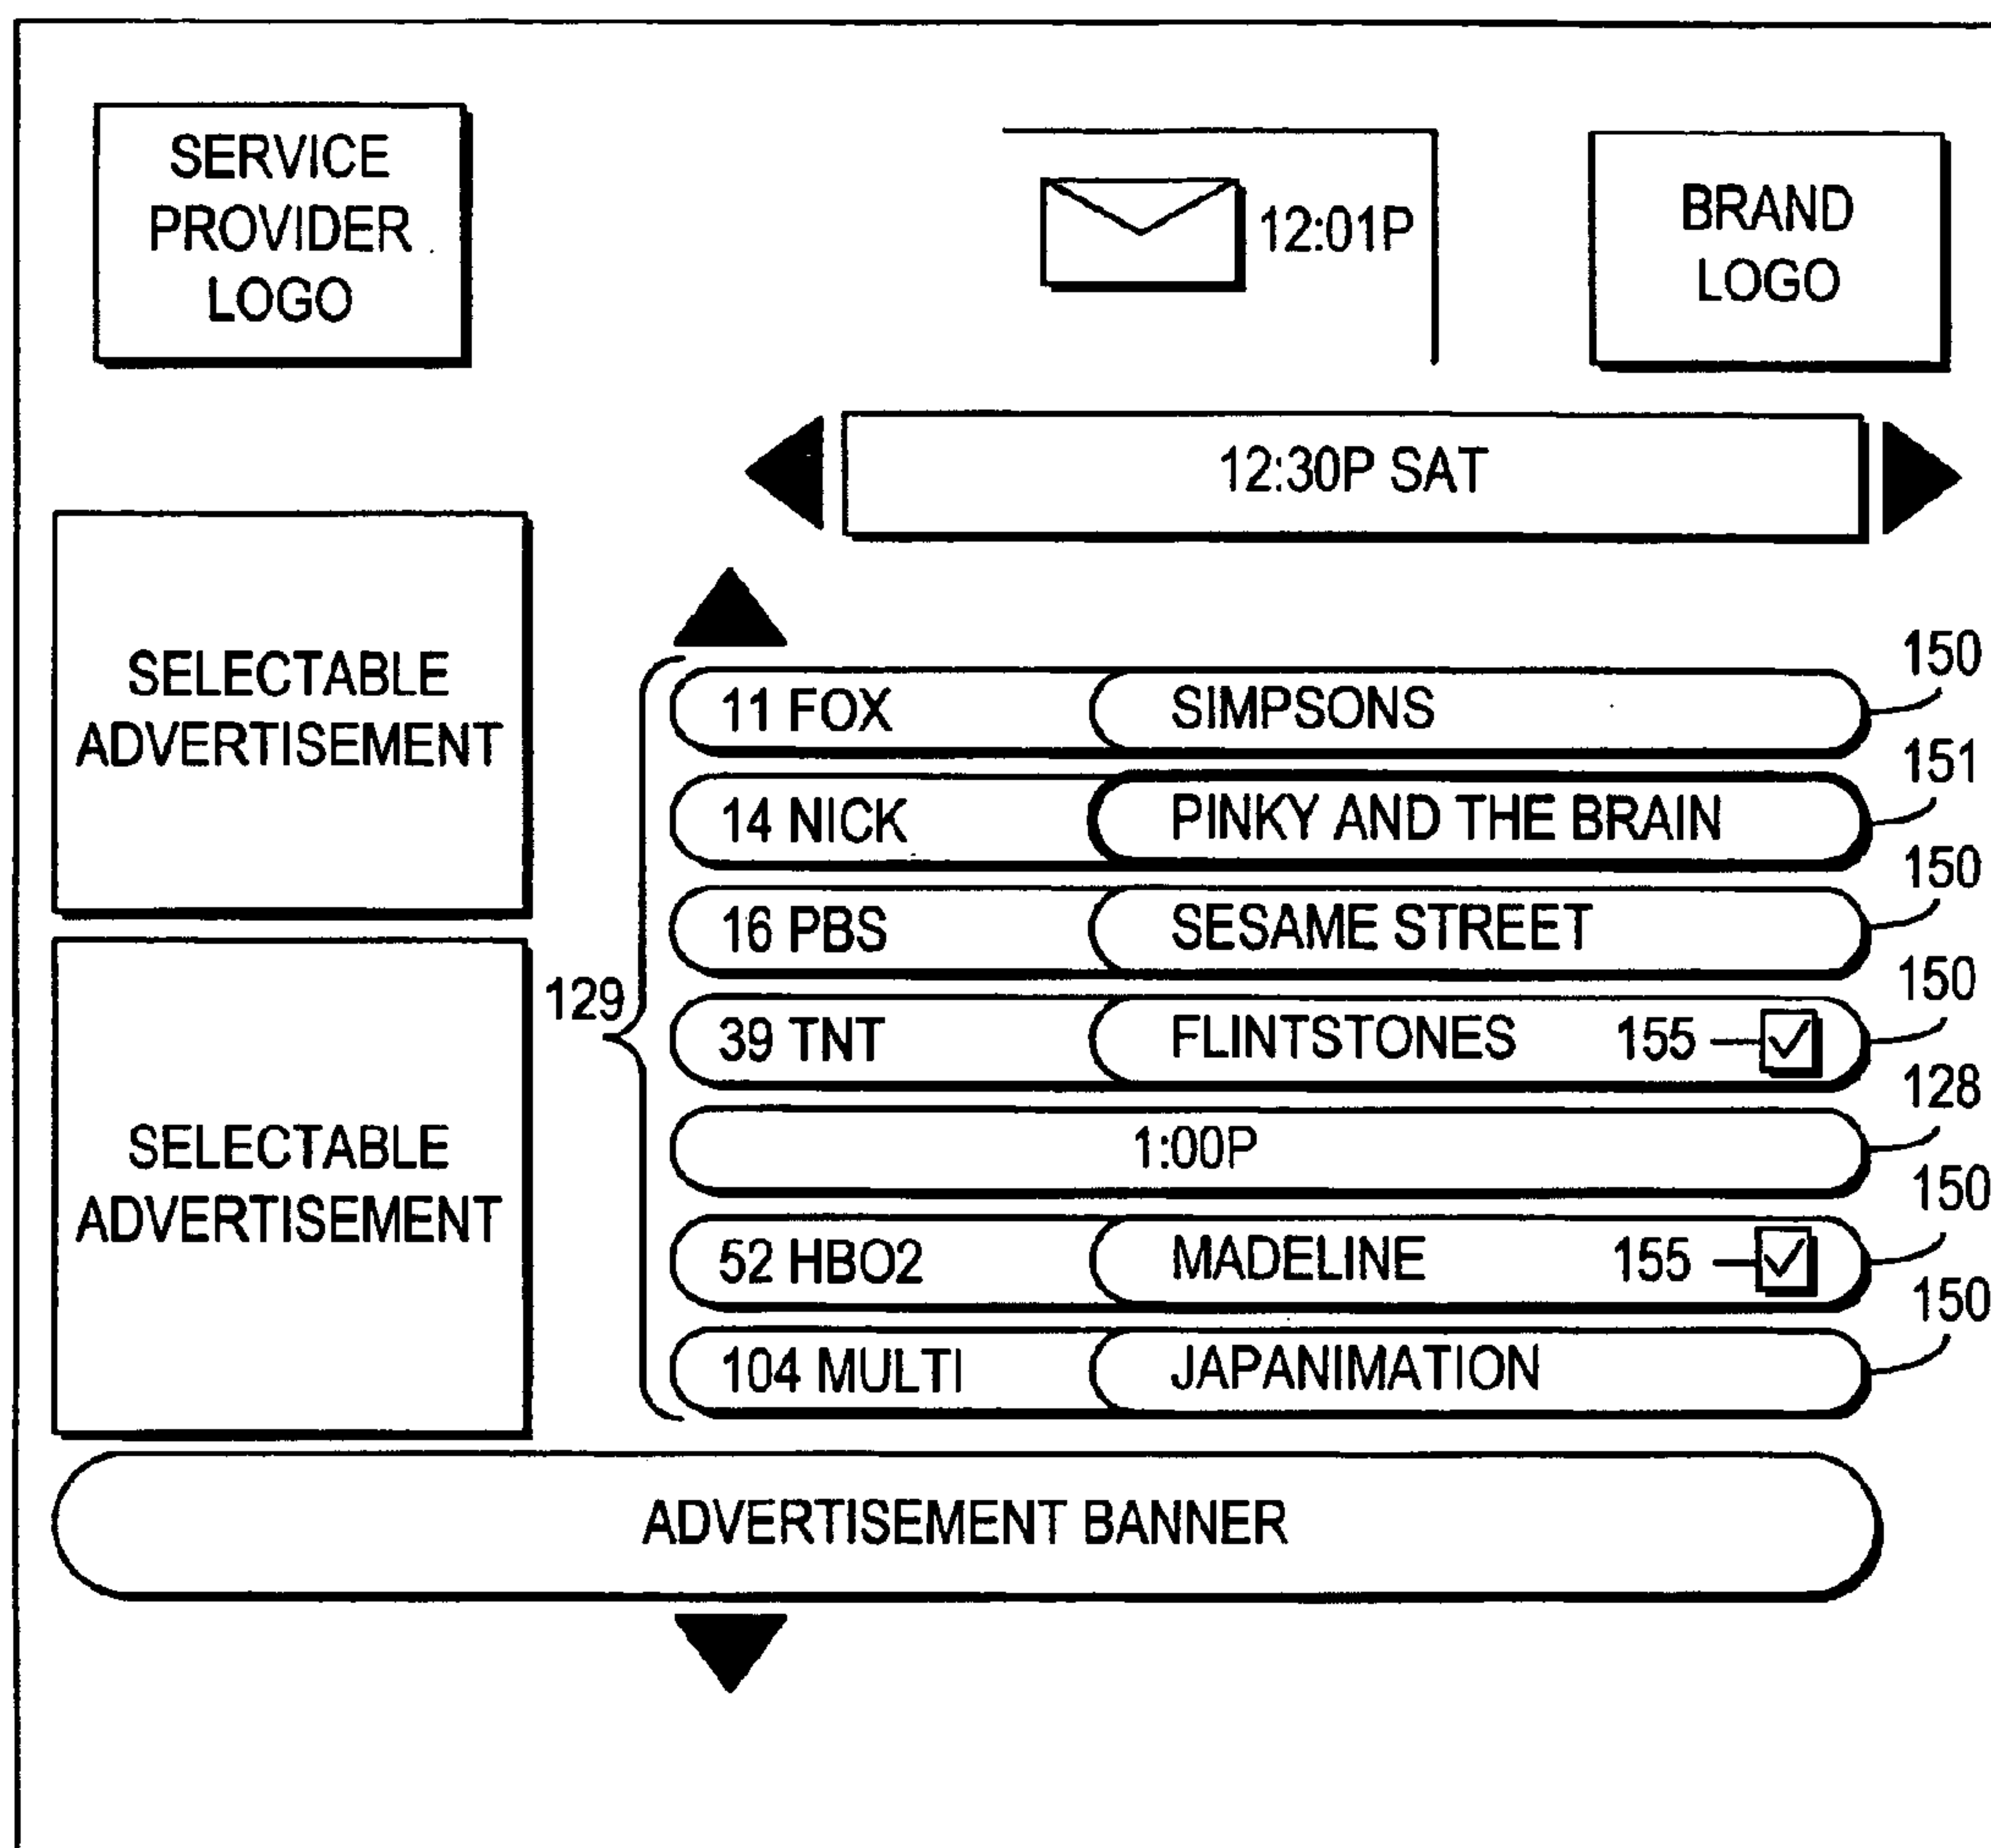 SERVICE
PROVIDER
LOGO
12:01P
BRAND
LOGO
12:30P SAT
SELECTABLE
ADVERTISEMENT
SELECTABLE
ADVERTISEMENT
129
11 FOX SIMPSONS 150
14 NICK PINKY AND THE BRAIN 151
16 PBS SESAME STREET 150
39 TNT FLINTSTONES 155 150
1:00P 128
52 HBO2 MADELINE 155 150
104 MULTI JAPANIMATION 150
ADVERTISEMENT BANNER